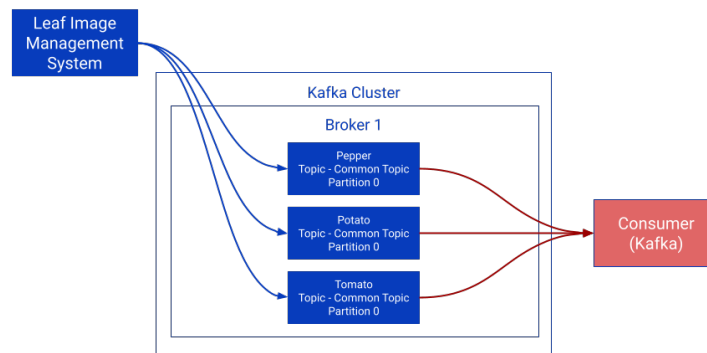 Leaf Image
Management
System
Kafka Cluster
Broker 1
Pepper
Topic - Common Topic
Partition 0
Potato
Topic - Common Topic
Partition 0
Tomato
Topic - Common Topic
Partition 0
Consumer
(Kafka)